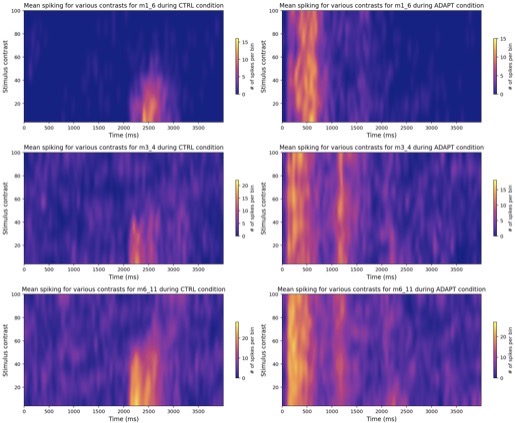 Mean spiking for various contrasts for m1_6 during CTRL condition
Mean spiking for various contrasts for m1_6 during ADAPT condition
100
80
60
40
20
Stimulus contrast
0 500 1000 1500 2000 2500 3000 3500
Time (ms)
15
10
5
0
# of spikes per bin
100
80
60
40
20
Stimulus contrast
0 500 1000 1500 2000 2500 3000 3500
Time (ms)
15
10
5
0
# of spikes per bin
Mean spiking for various contrasts for m3_4 during CTRL condition
Mean spiking for various contrasts for m3_4 during ADAPT condition
100
80
60
40
20
Stimulus contrast
0 500 1000 1500 2000 2500 3000 3500
Time (ms)
20
15
10
5
0
# of spikes per bin
100
80
60
40
20
Stimulus contrast
0 500 1000 1500 2000 2500 3000 3500
Time (ms)
15
10
5
0
# of spikes per bin
Mean spiking for various contrasts for m6_11 during CTRL condition
Mean spiking for various contrasts for m6_11 during ADAPT condition
100
80
60
40
20
Stimulus contrast
0 500 1000 1500 2000 2500 3000 3500
Time (ms)
20
10
0
# of spikes per bin
100
80
60
40
20
Stimulus contrast
0 500 1000 1500 2000 2500 3000 3500
Time (ms)
20
10
0
# of spikes per bin